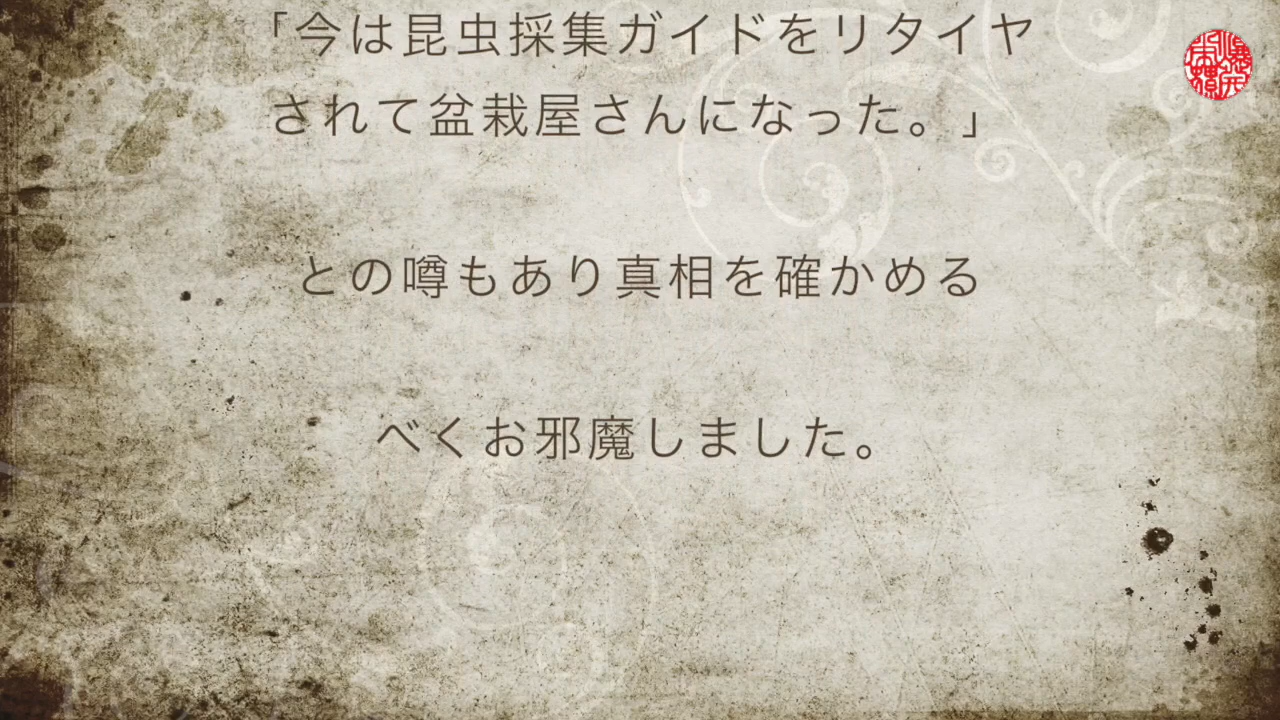 「今は昆虫採集ガイドをリタイヤ
されて盆栽屋さんになった。」
との噂もあり真相を確かめる
べくお邪魔しました。